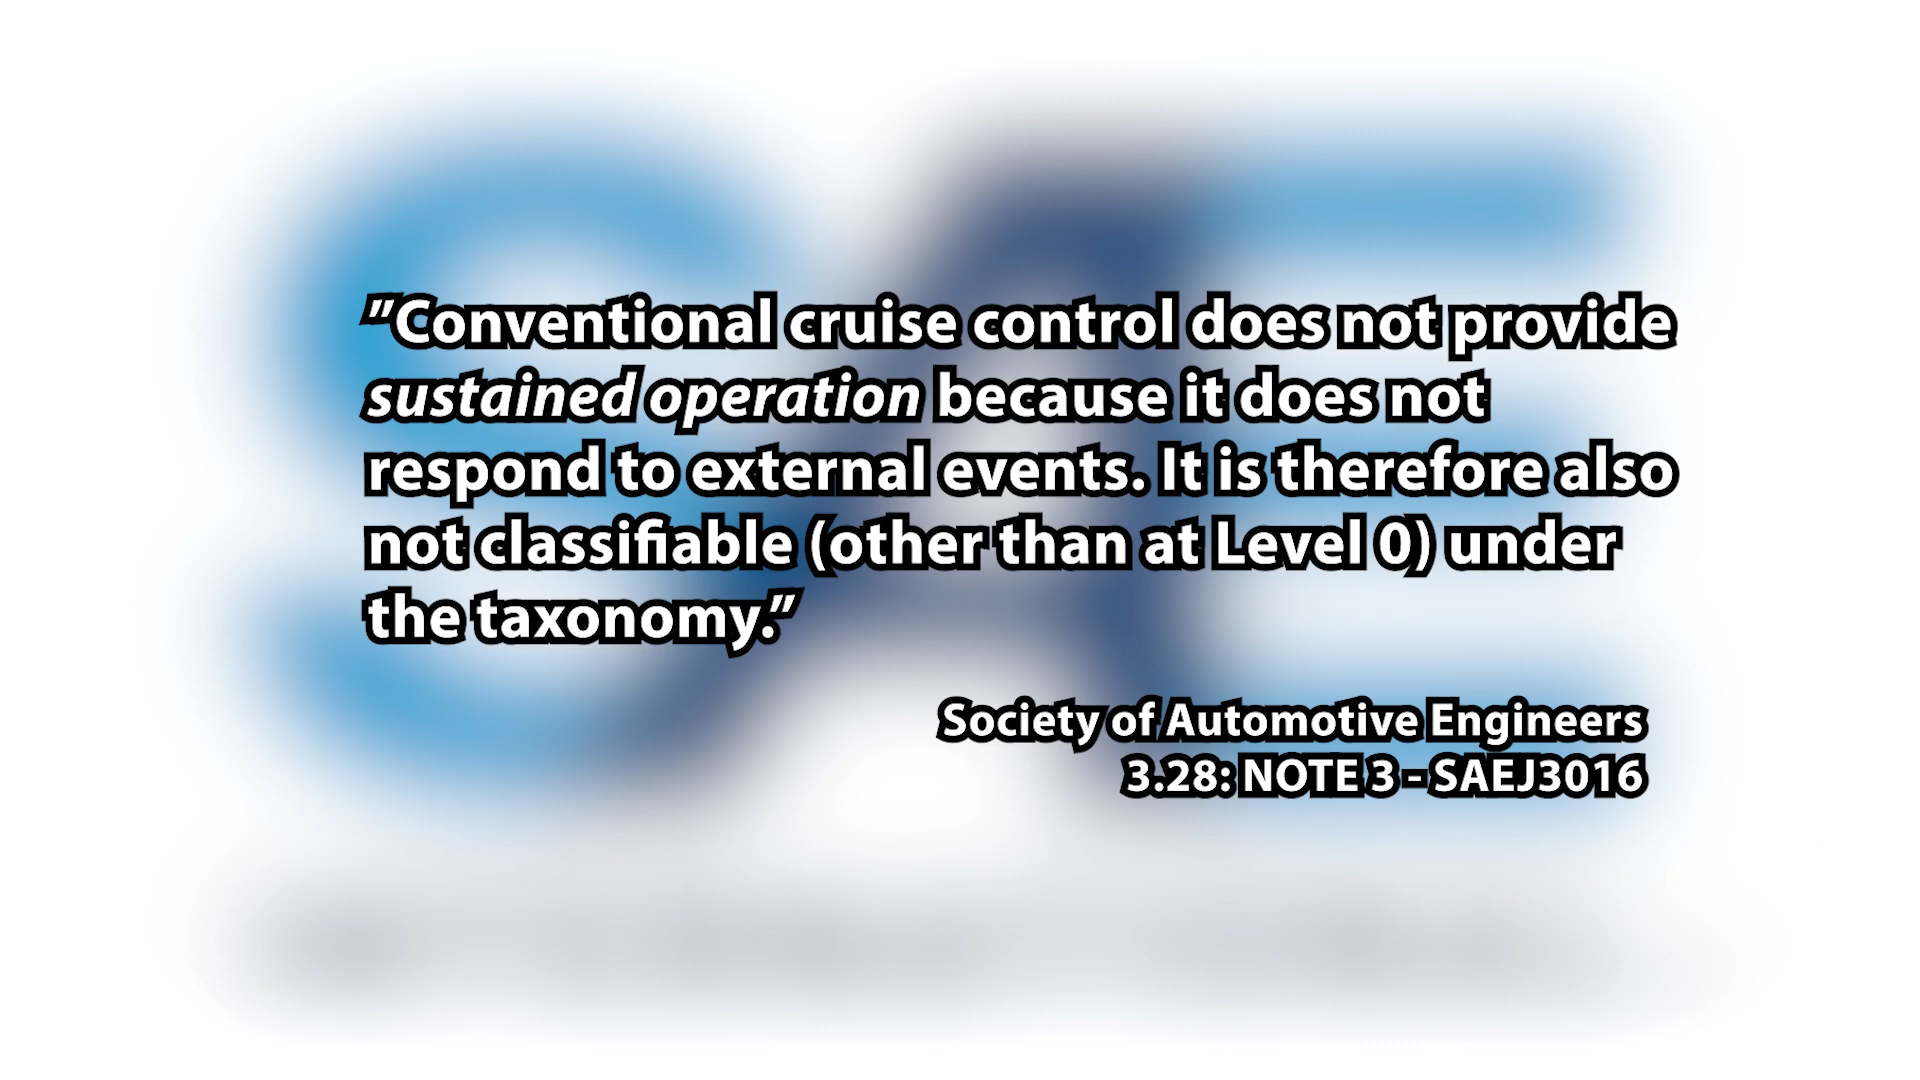 "Conventional cruise control does not provide
sustained operation because it does not
respond to external events. It is therefore also
not classifiable (other than at Level 0) under
the taxonomy."
Society of Automotive Engineers
3.28: NOTE 3 - SAEJ3016